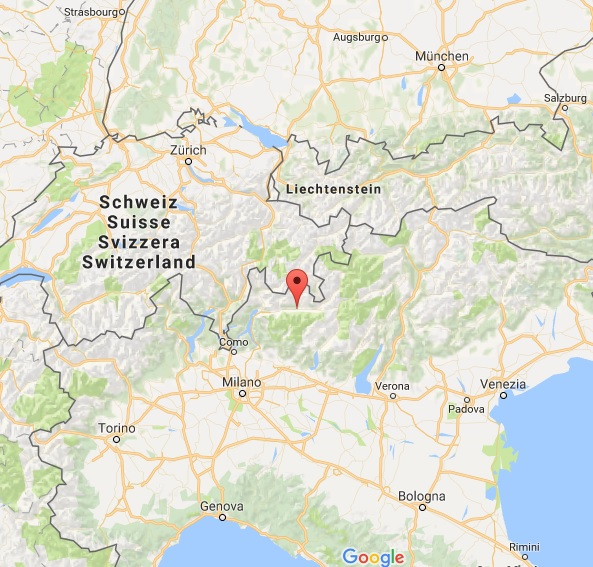 Strasbourg
Augsburg
München
Salzburg
Zürich
Liechtenstein
Schweiz
Suisse
Svizzera
Switzerland
Como
Milano
Verona
Venezia
Padova
Torino
Bologna
Genova
Rimini
Google